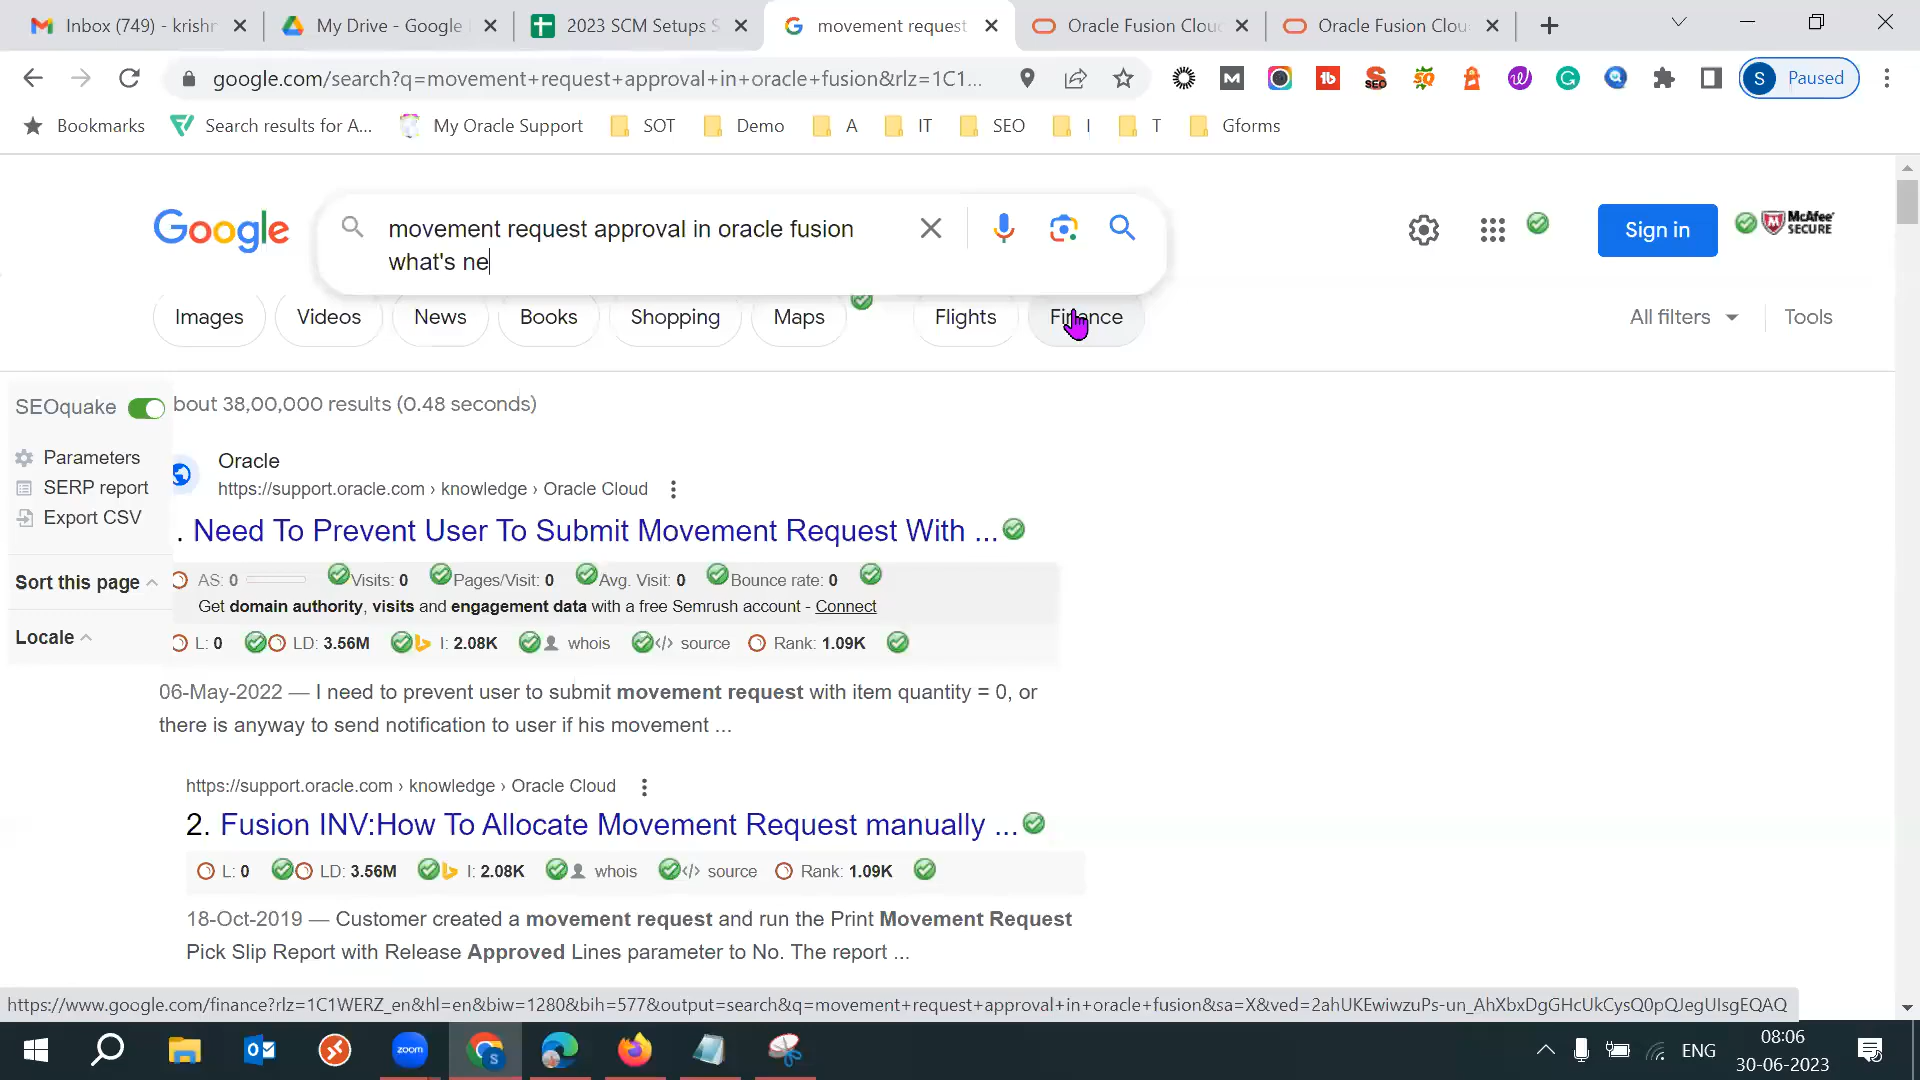 Inbox (749) - krishn
My Drive - Google
2023 SCM Setups S
movement request
Oracle Fusion Clou
Oracle Fusion Clou
google.com/search?q=movement+request+approval+in+oracle+fusion&rlz=1C1...
S Paused
Bookmarks
Search results for A...
My Oracle Support
SOT
Demo
A
IT
SEO
I
T
Gforms
Google
movement request approval in oracle fusion
what's ne
Sign in
McAfee
SECURE
Images
Videos
News
Books
Shopping
Maps
Flights
Finance
All filters
Tools
SEOquake
bout 38,00,000 results (0.48 seconds)
Parameters
SERP report
Export CSV
Sort this page
Locale
Oracle
https://support.oracle.com › knowledge › Oracle Cloud
. Need To Prevent User To Submit Movement Request With ...
AS: 0 Visits: 0 Pages/Visit: 0 Avg. Visit: 0 Bounce rate: 0
Get domain authority, visits and engagement data with a free Semrush account - Connect
L: 0 LD: 3.56M I: 2.08K whois source Rank: 1.09K
06-May-2022 — I need to prevent user to submit movement request with item quantity = 0, or
there is anyway to send notification to user if his movement ...
https://support.oracle.com › knowledge › Oracle Cloud
2. Fusion INV:How To Allocate Movement Request manually ...
L: 0 LD: 3.56M I: 2.08K whois source Rank: 1.09K
18-Oct-2019 — Customer created a movement request and run the Print Movement Request
Pick Slip Report with Release Approved Lines parameter to No. The report ...
https://www.google.com/finance?rlz=1C1WERZ_en&hl=en&biw=1280&bih=577&output=search&q=movement+request+approval+in+oracle+fusion&sa=X&ved=2ahUKEwiwzuPs-un_AhXbxDgGHcUkCysQ0pQJegUIsgEQAQ
zoom
ENG
08:06
30-06-2023